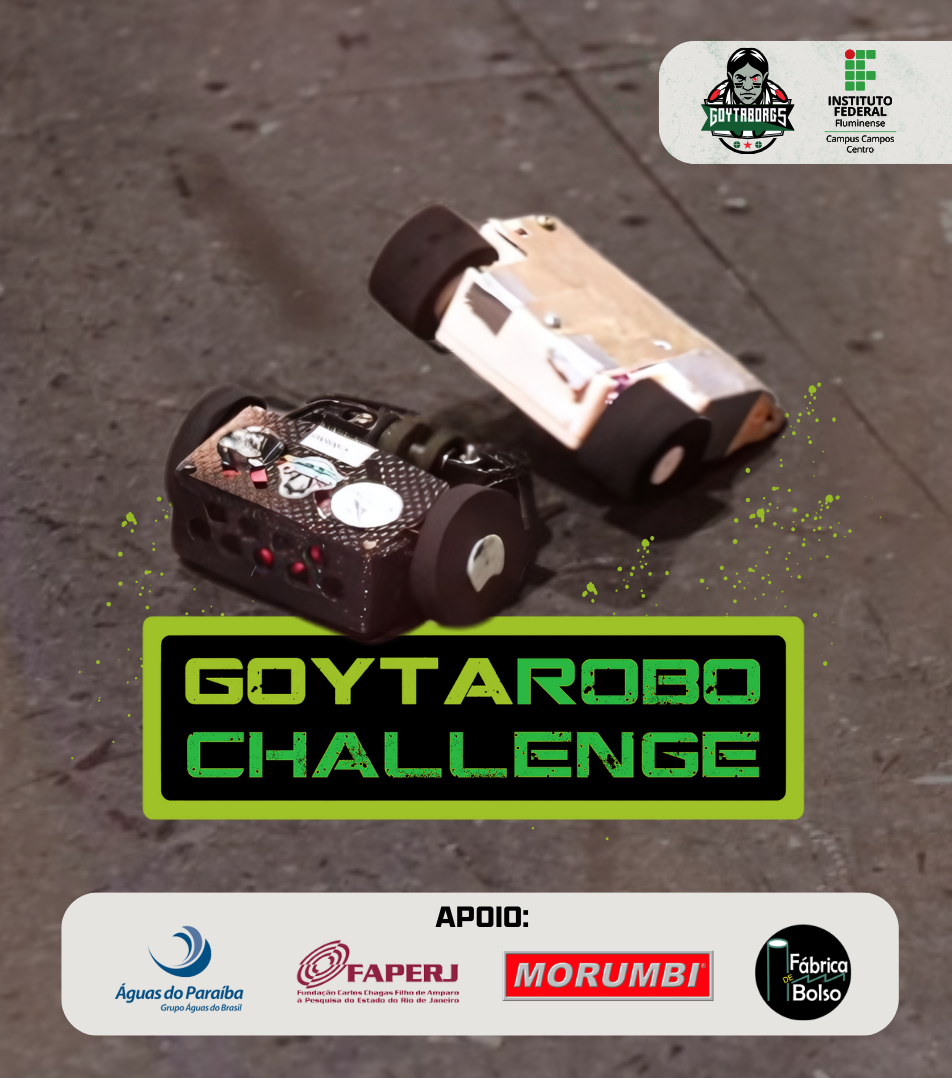 GOYTABORGS
INSTITUTO
FEDERAL
Fluminense
Campus Campos
Centro
GOYTAROBO
CHALLENGE
APOIO:
Águas do Paraíba
Grupo Águas do Brasil
FAPERJ
Fundação Carlos Chagas Filho de Amparo
à Pesquisa do Estado do Rio de Janeiro
MORUMBI®
Fábrica
DE
Bolso